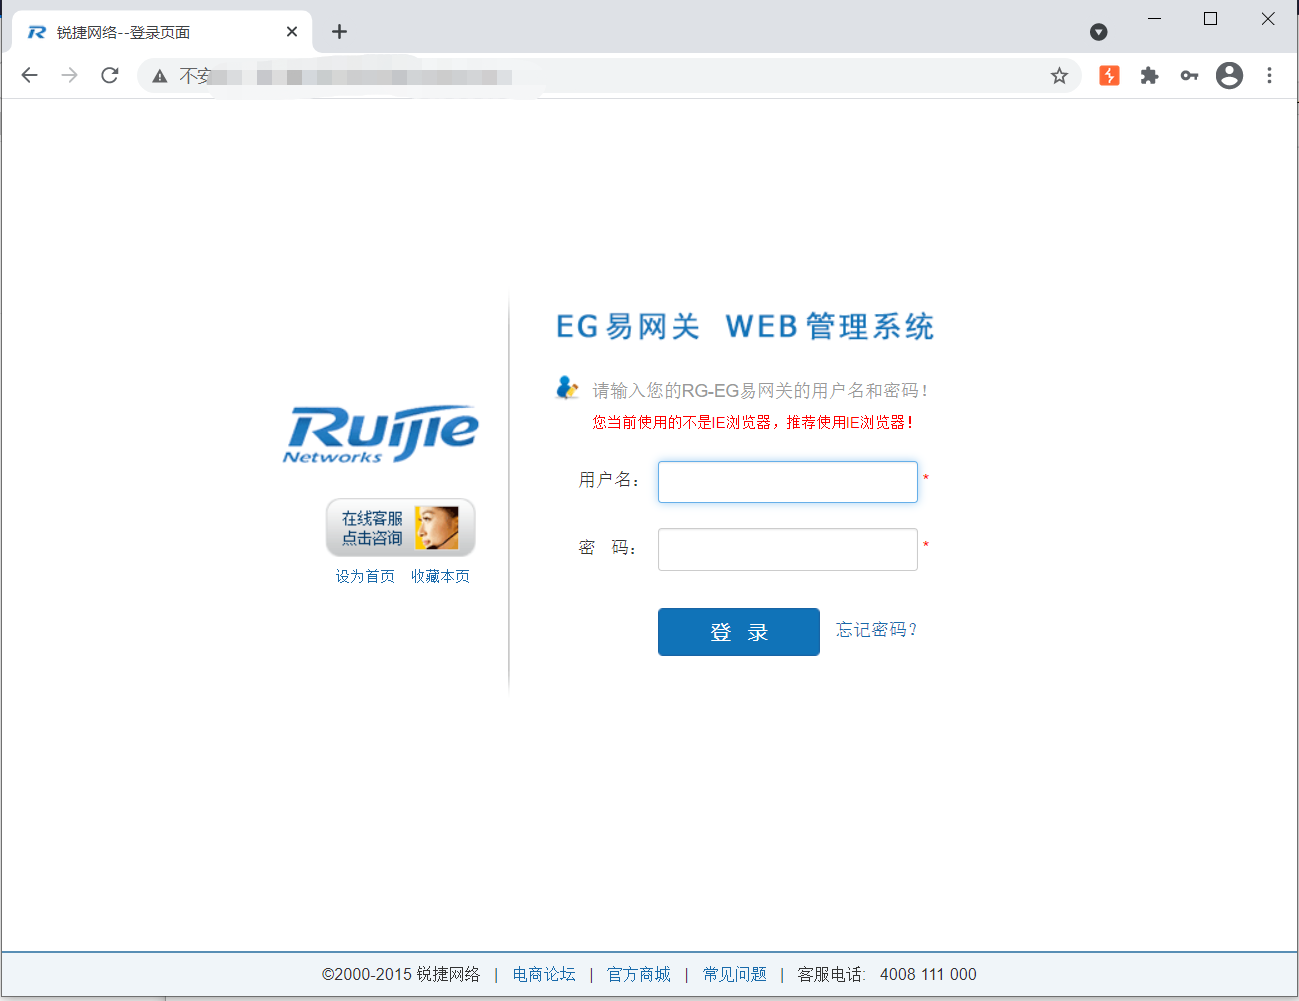 锐捷网络--登录页面
不安
EG易网关 WEB管理系统
请输入您的RG-EG易网关的用户名和密码！
您当前使用的不是IE浏览器，推荐使用IE浏览器！
Ruijie
Networks
在线客服
点击咨询
设为首页 收藏本页
用户名： *
密 码： *
登 录 忘记密码？
©2000-2015 锐捷网络 | 电商论坛 | 官方商城 | 常见问题 | 客服电话: 4008 111 000